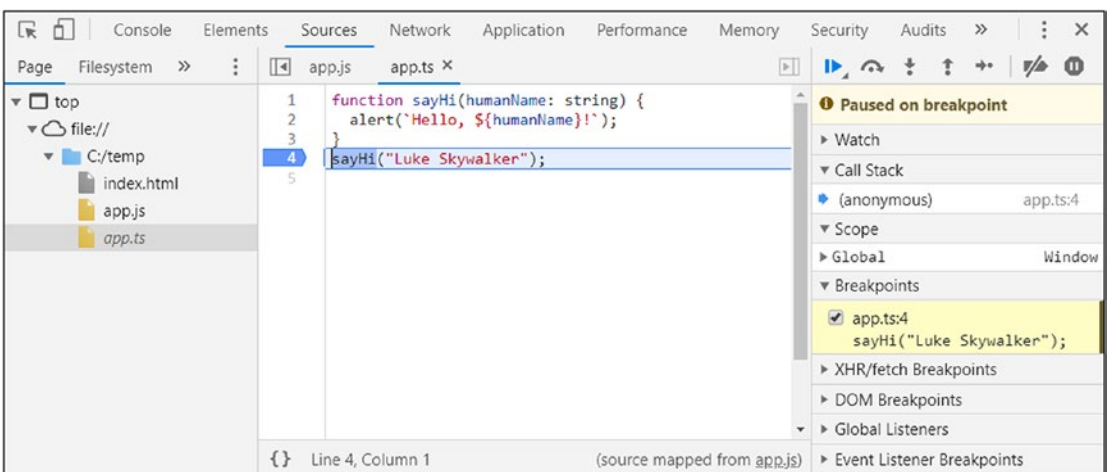 Console Elements Sources Network Application Performance Memory Security Audits »
Page Filesystem »
top
file://
C:/temp
index.html
app.js
app.ts
app.js app.ts ×
1 function sayHi(humanName: string) {
2 alert(`Hello, ${humanName}!`);
3 }
4 sayHi("Luke Skywalker");
5
{} Line 4, Column 1 (source mapped from app.js)
Paused on breakpoint
Watch
Call Stack
(anonymous) app.ts:4
Scope
Global Window
Breakpoints
app.ts:4
sayHi("Luke Skywalker");
XHR/fetch Breakpoints
DOM Breakpoints
Global Listeners
Event Listener Breakpoints